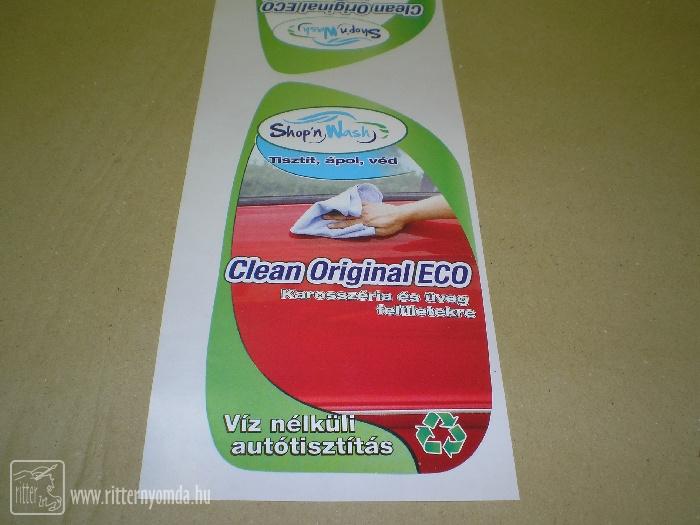 Clean Original/ECO
Shop'n Wash
Shop'n Wash
Tisztít, ápol, véd
Clean Original ECO
Karosszéria és üveg
felületekre
Víz nélküli
autótisztítás
ritter
www.ritternyomda.hu